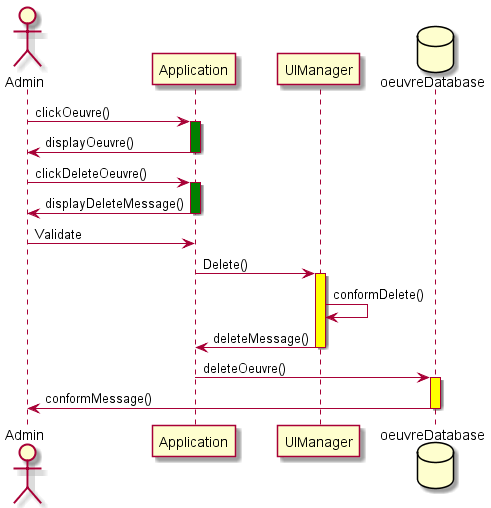 Admin
Application
UIManager
oeuvreDatabase
clickOeuvre()
displayOeuvre()
clickDeleteOeuvre()
displayDeleteMessage()
Validate
Delete()
conformDelete()
deleteMessage()
deleteOeuvre()
conformMessage()
Admin
Application
UIManager
oeuvreDatabase